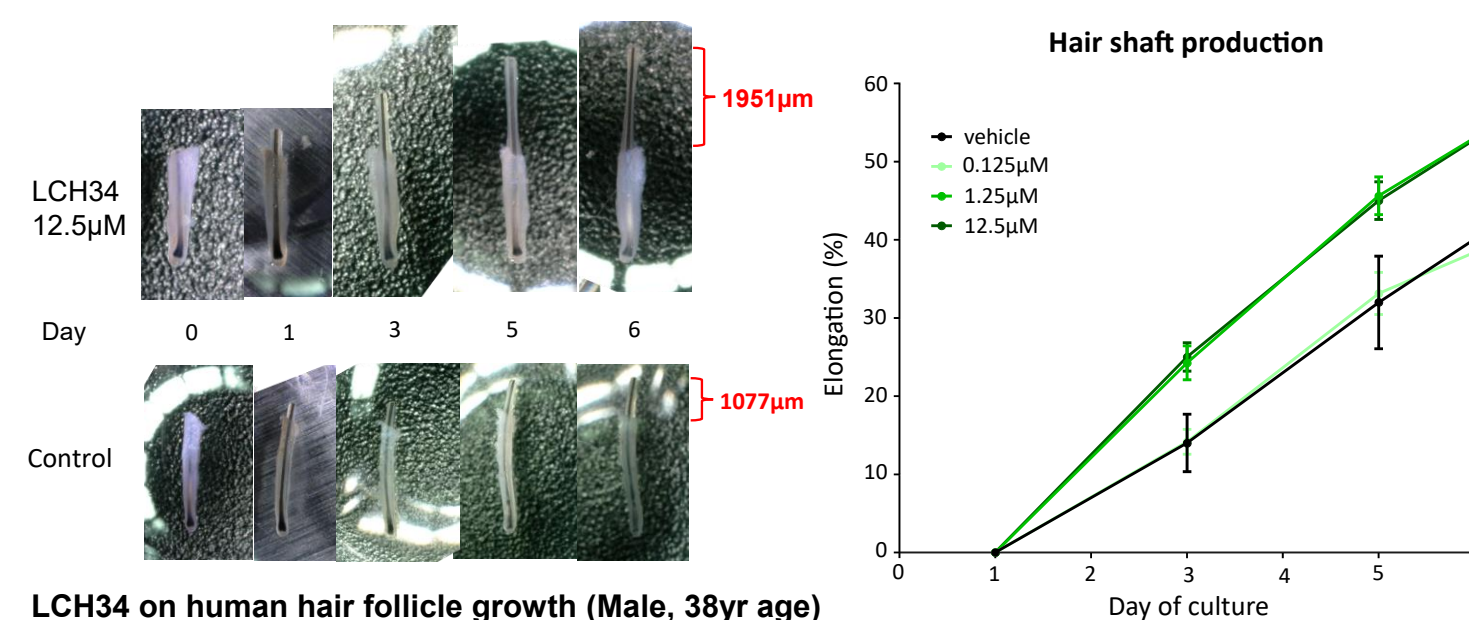 Hair shaft production
1951µm
LCH34
12.5µM
Day
0
1
3
5
6
1077µm
Control
LCH34 on human hair follicle growth (Male, 38yr age)
vehicle
0.125µM
1.25µM
12.5µM
Elongation (%)
60
50
40
30
20
10
0
0
1
2
3
4
5
Day of culture